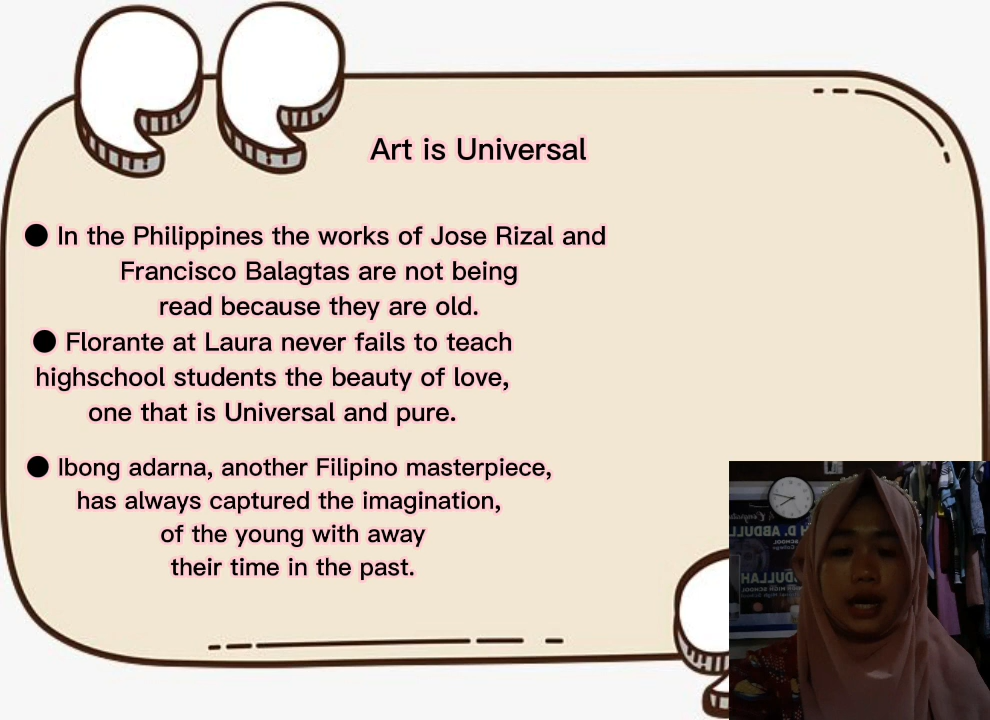 Art is Universal
● In the Philippines the works of Jose Rizal and
Francisco Balagtas are not being
read because they are old.
● Florante at Laura never fails to teach
highschool students the beauty of love,
one that is Universal and pure.
● Ibong adarna, another Filipino masterpiece,
has always captured the imagination,
of the young with away
their time in the past.